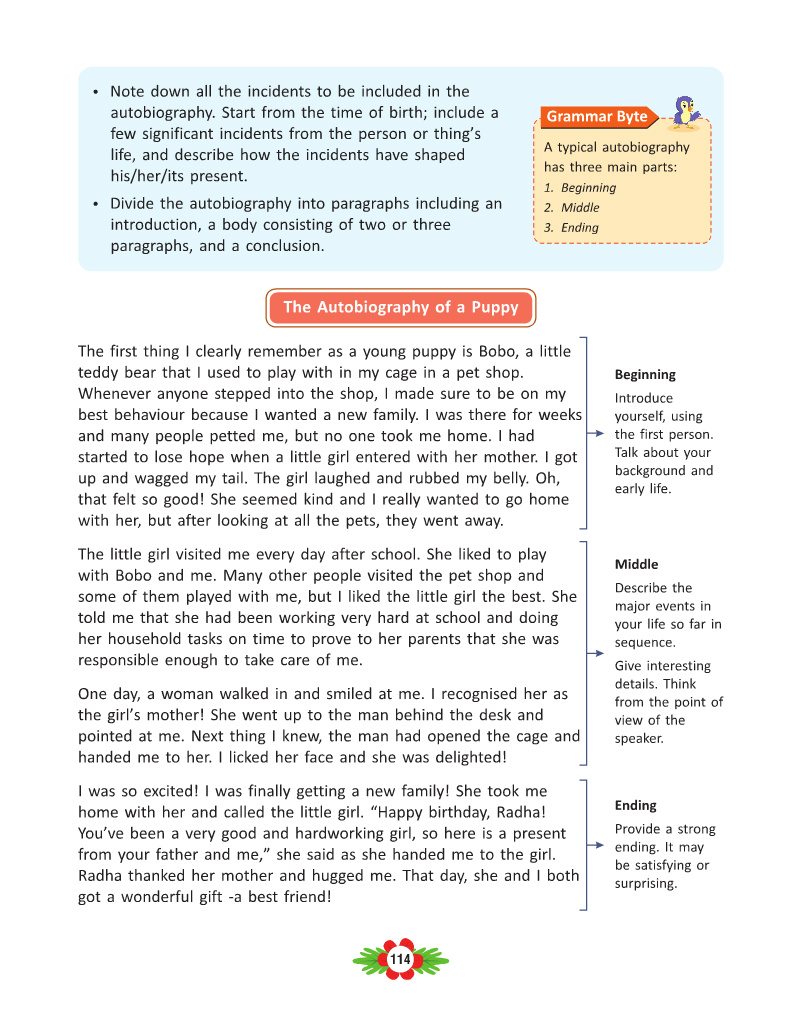 • Note down all the incidents to be included in the
autobiography. Start from the time of birth; include a
few significant incidents from the person or thing's
life, and describe how the incidents have shaped
his/her/its present.
• Divide the autobiography into paragraphs including an
introduction, a body consisting of two or three
paragraphs, and a conclusion.
Grammar Byte
A typical autobiography
has three main parts:
1. Beginning
2. Middle
3. Ending
The Autobiography of a Puppy
The first thing I clearly remember as a young puppy is Bobo, a little
teddy bear that I used to play with in my cage in a pet shop.
Whenever anyone stepped into the shop, I made sure to be on my
best behaviour because I wanted a new family. I was there for weeks
and many people petted me, but no one took me home. I had
started to lose hope when a little girl entered with her mother. I got
up and wagged my tail. The girl laughed and rubbed my belly. Oh,
that felt so good! She seemed kind and I really wanted to go home
with her, but after looking at all the pets, they went away.
Beginning
Introduce
yourself, using
the first person.
Talk about your
background and
early life.
The little girl visited me every day after school. She liked to play
with Bobo and me. Many other people visited the pet shop and
some of them played with me, but I liked the little girl the best. She
told me that she had been working very hard at school and doing
her household tasks on time to prove to her parents that she was
responsible enough to take care of me.
One day, a woman walked in and smiled at me. I recognised her as
the girl's mother! She went up to the man behind the desk and
pointed at me. Next thing I knew, the man had opened the cage and
handed me to her. I licked her face and she was delighted!
Middle
Describe the
major events in
your life so far in
sequence.
Give interesting
details. Think
from the point of
view of the
speaker.
I was so excited! I was finally getting a new family! She took me
home with her and called the little girl. “Happy birthday, Radha!
You've been a very good and hardworking girl, so here is a present
from your father and me,” she said as she handed me to the girl.
Radha thanked her mother and hugged me. That day, she and I both
got a wonderful gift -a best friend!
Ending
Provide a strong
ending. It may
be satisfying or
surprising.
114